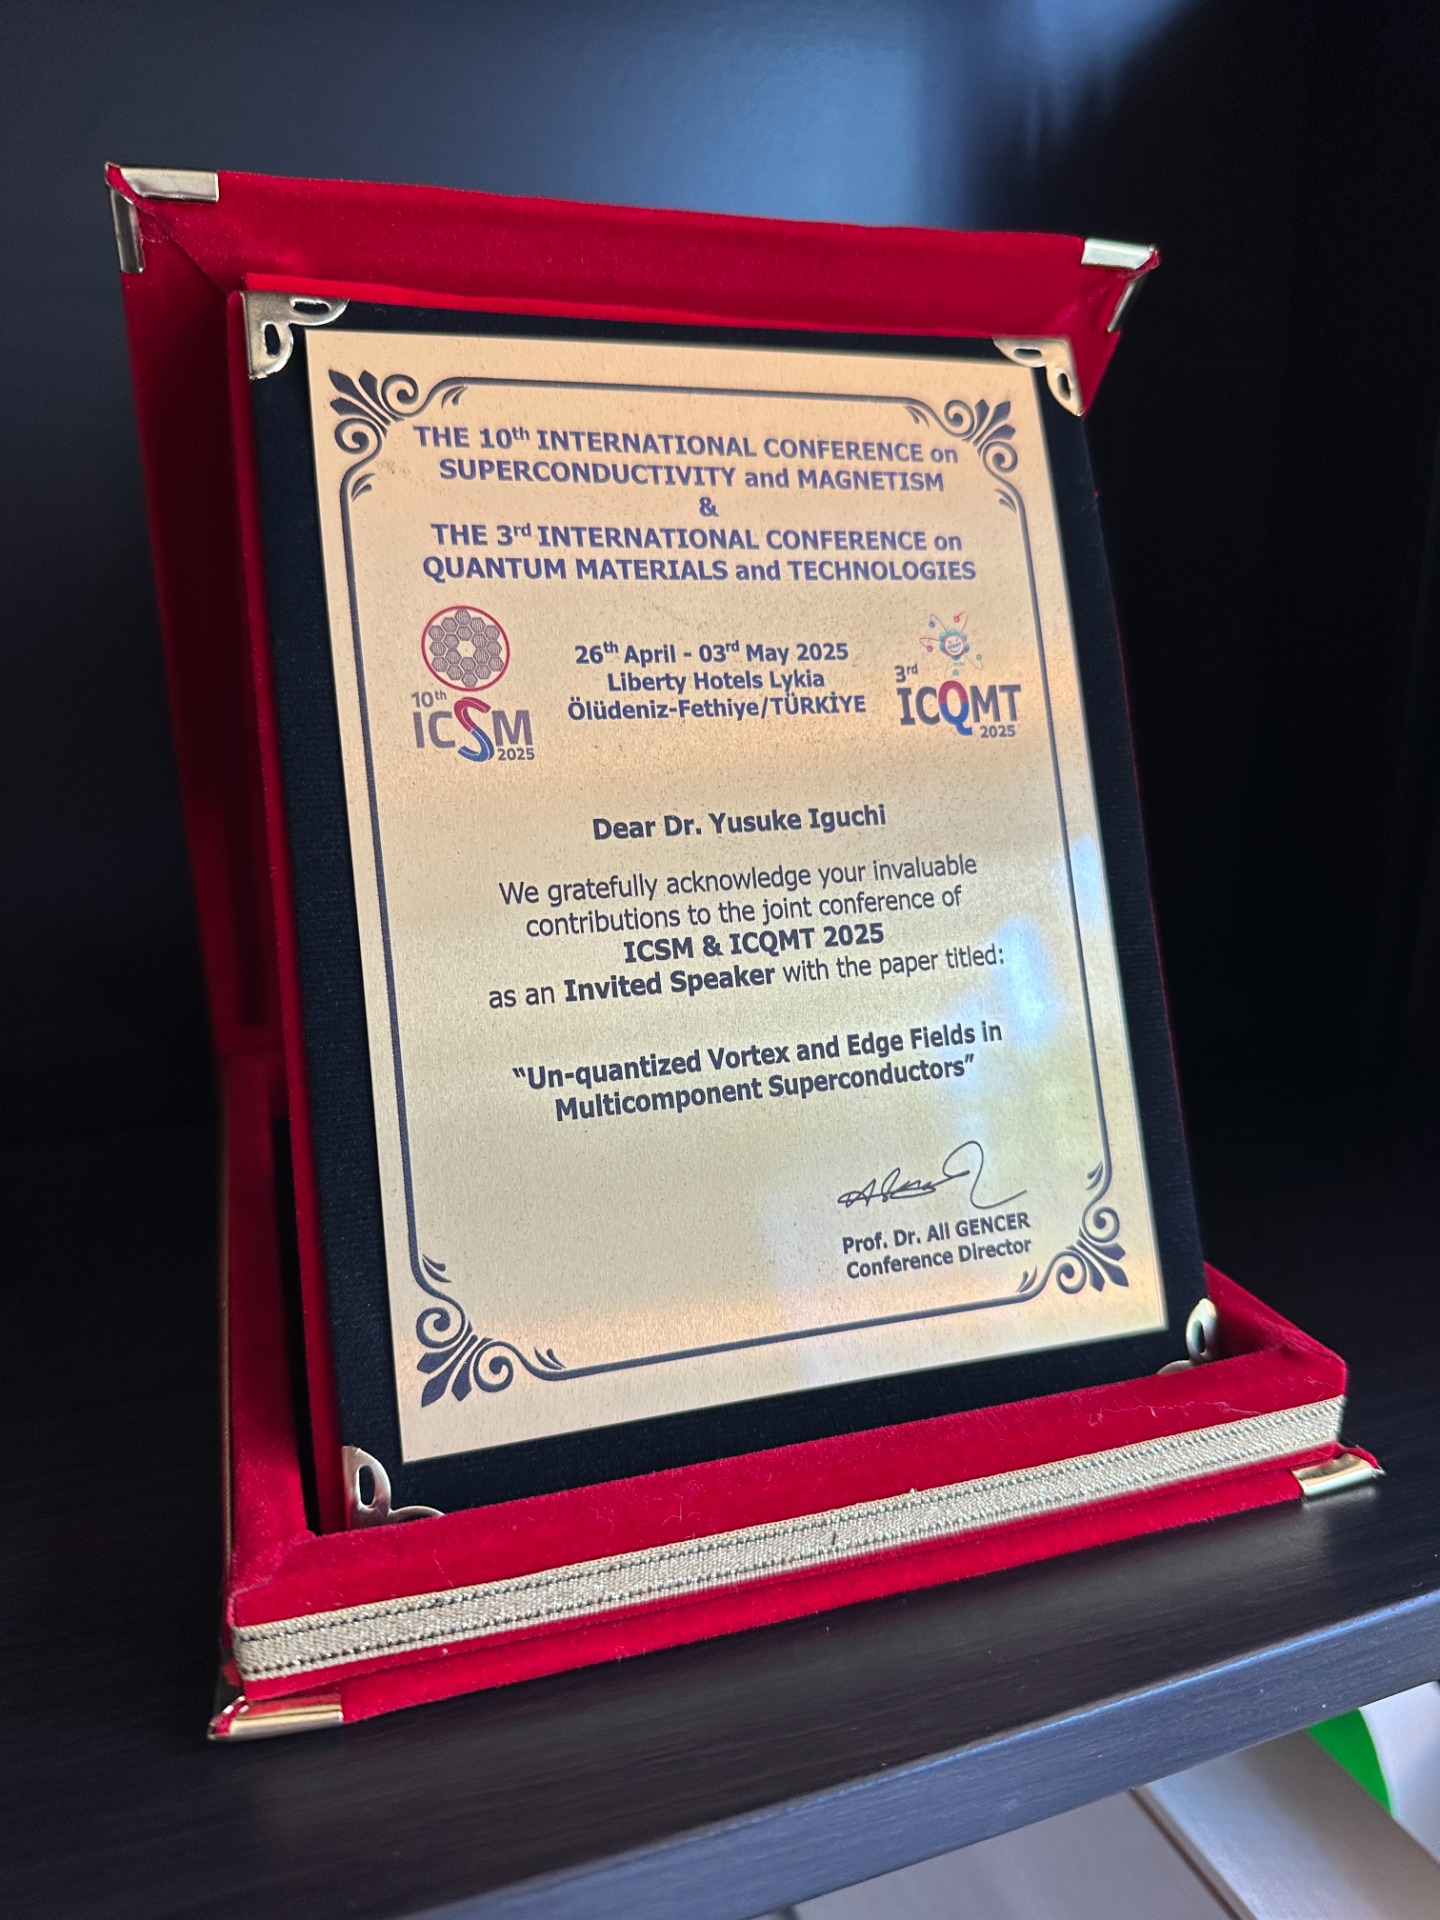 THE 10th INTERNATIONAL CONFERENCE on
SUPERCONDUCTIVITY and MAGNETISM
&
THE 3rd INTERNATIONAL CONFERENCE on
QUANTUM MATERIALS and TECHNOLOGIES
10th
ICSM
2025
26th April - 03rd May 2025
Liberty Hotels Lykia
Ölüdeniz-Fethiye/TÜRKİYE
3rd
ICQMT
2025
Dear Dr. Yusuke Iguchi
We gratefully acknowledge your invaluable
contributions to the joint conference of
ICSM & ICQMT 2025
as an Invited Speaker with the paper titled:
“Un-quantized Vortex and Edge Fields in
Multicomponent Superconductors”
Prof. Dr. Ali GENCER
Conference Director